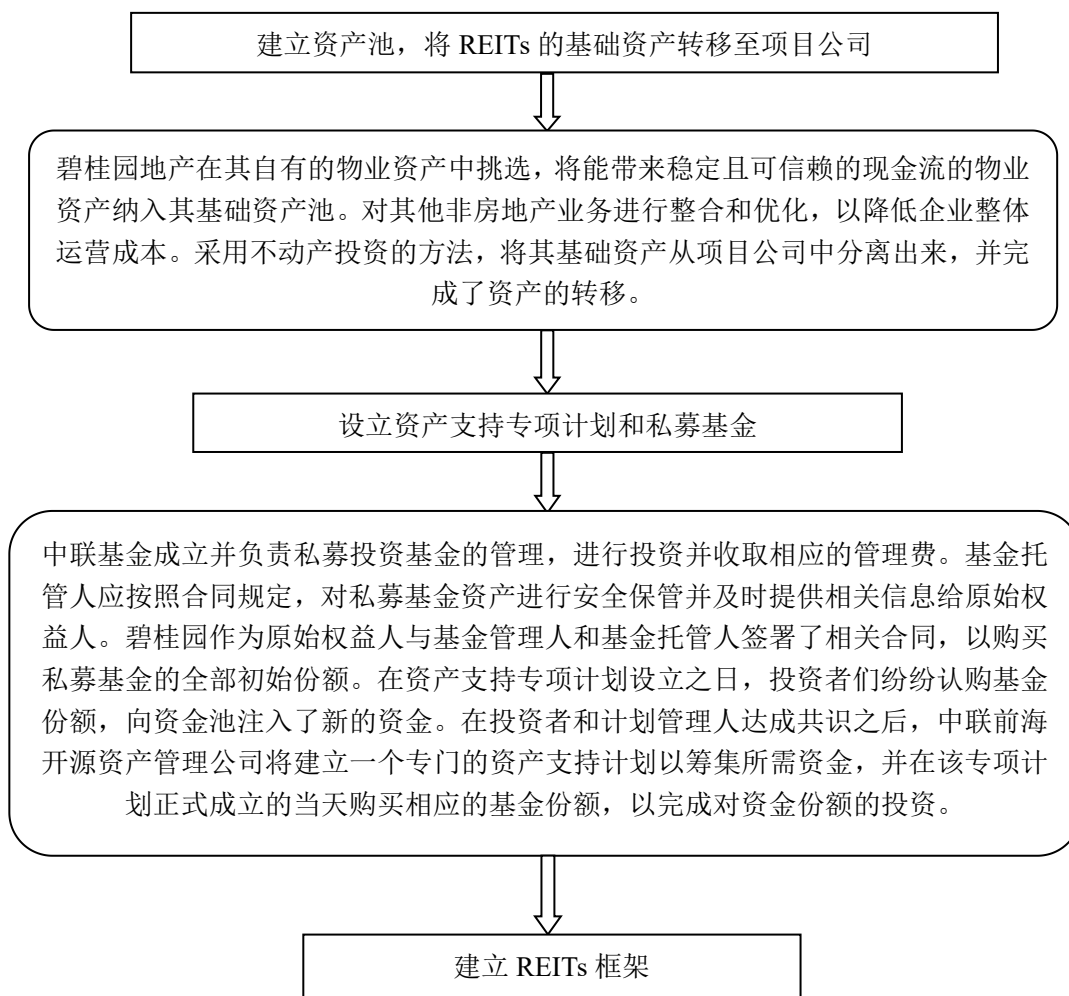 建立资产池，将 REITs 的基础资产转移至项目公司
碧桂园地产在其自有的物业资产中挑选，将能带来稳定且可信赖的现金流的物业
资产纳入其基础资产池。对其他非房地产业务进行整合和优化，以降低企业整体
运营成本。采用不动产投资的方法，将其基础资产从项目公司中分离出来，并完
成了资产的转移。
设立资产支持专项计划和私募基金
中联基金成立并负责私募投资基金的管理，进行投资并收取相应的管理费。基金托
管人应按照合同规定，对私募基金资产进行安全保管并及时提供相关信息给原始权
益人。碧桂园作为原始权益人与基金管理人和基金托管人签署了相关合同，以购买
私募基金的全部初始份额。在资产支持专项计划设立之日，投资者们纷纷认购基金
份额，向资金池注入了新的资金。在投资者和计划管理人达成共识之后，中联前海
开源资产管理公司将建立一个专门的资产支持计划以筹集所需资金，并在该专项计
划正式成立的当天购买相应的基金份额，以完成对资金份额的投资。
建立 REITs 框架